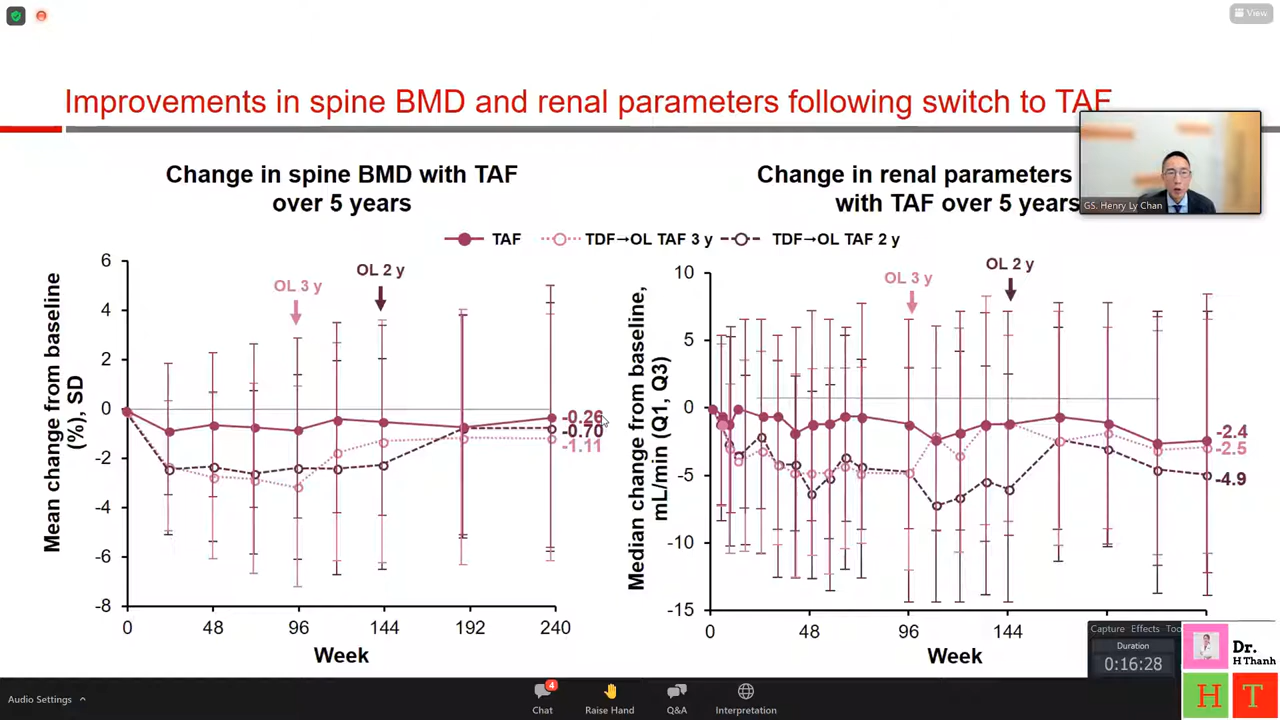 View
Improvements in spine BMD and renal parameters following switch to TAF
GS. Henry Ly Chan
Change in spine BMD with TAF
over 5 years
Change in renal parameters
with TAF over 5 years
TAF
TDF→OL TAF 3 y
TDF→OL TAF 2 y
Mean change from baseline
(%), SD
6
4
2
0
-2
-4
-6
-8
OL 3 y
OL 2 y
-0.26
-0.70
-1.11
0
48
96
144
192
240
Week
Median change from baseline,
mL/min (Q1, Q3)
10
5
0
-5
-10
-15
OL 3 y
OL 2 y
-2.4
-2.5
-4.9
0
48
96
144
Week
Capture Effects
Duration
0:16:28
Dr.
H Thanh
H T
Audio Settings
4
Chat
Raise Hand
Q&A
Interpretation